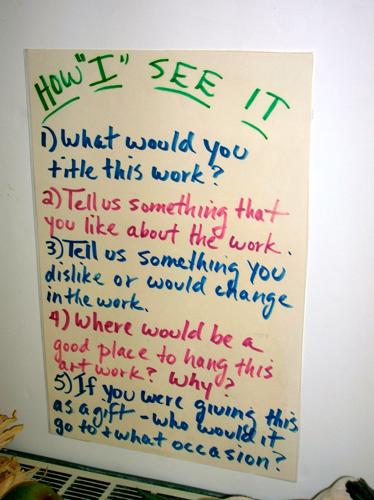 HOW "I" SEE IT
1) What would you
title this work?
2) Tell us something that
you like about the work.
3) Tell us something you
dislike or would change
in the work.
4) Where would be a
good place to hang this
art work? Why?
5) If you were giving this
as a gift - who would it
go to + what occasion?